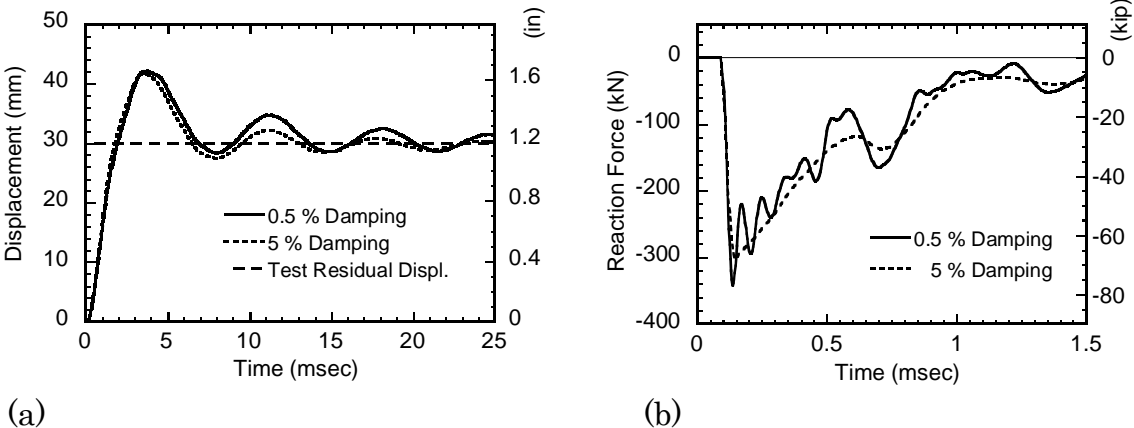 50
40
30
20
10
0
Displacement (mm)
0
5
10
15
20
25
Time (msec)
(in)
1.6
1.2
0.8
0.4
0
0.5 % Damping
5 % Damping
Test Residual Displ.
(a)
0
-100
-200
-300
-400
Reaction Force (kN)
0
0.5
1
1.5
Time (msec)
(kip)
0
-20
-40
-60
-80
0.5 % Damping
5 % Damping
(b)